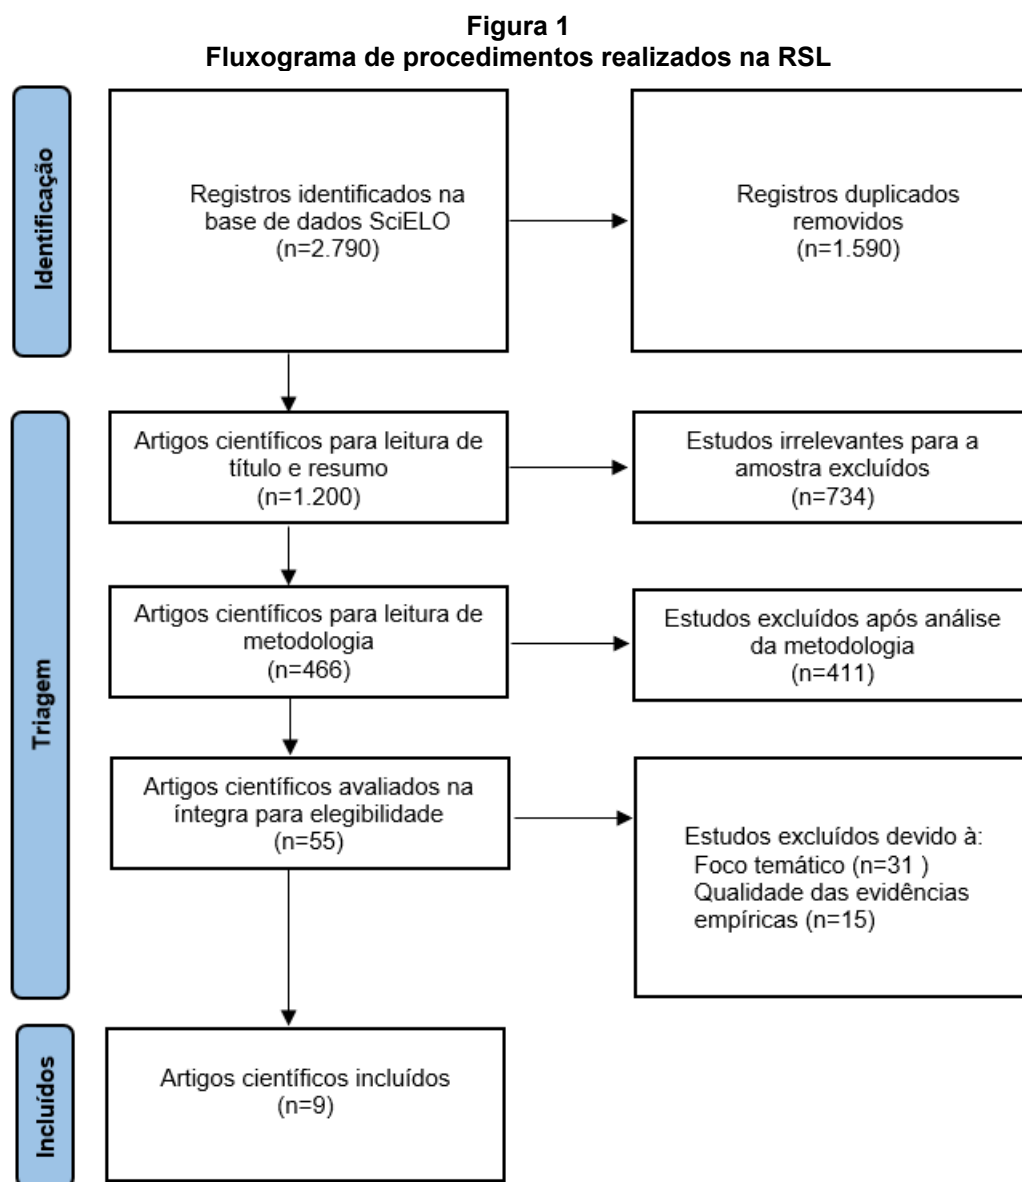 Figura 1
Fluxograma de procedimentos realizados na RSL
Identificação
Registros identificados na
base de dados SciELO
(n=2.790)
Registros duplicados
removidos
(n=1.590)
Triagem
Artigos científicos para leitura de
título e resumo
(n=1.200)
Estudos irrelevantes para a
amostra excluídos
(n=734)
Artigos científicos para leitura de
metodologia
(n=466)
Estudos excluídos após análise
da metodologia
(n=411)
Artigos científicos avaliados na
íntegra para elegibilidade
(n=55)
Estudos excluídos devido à:
Foco temático (n=31 )
Qualidade das evidências
empíricas (n=15)
Incluídos
Artigos científicos incluídos
(n=9)